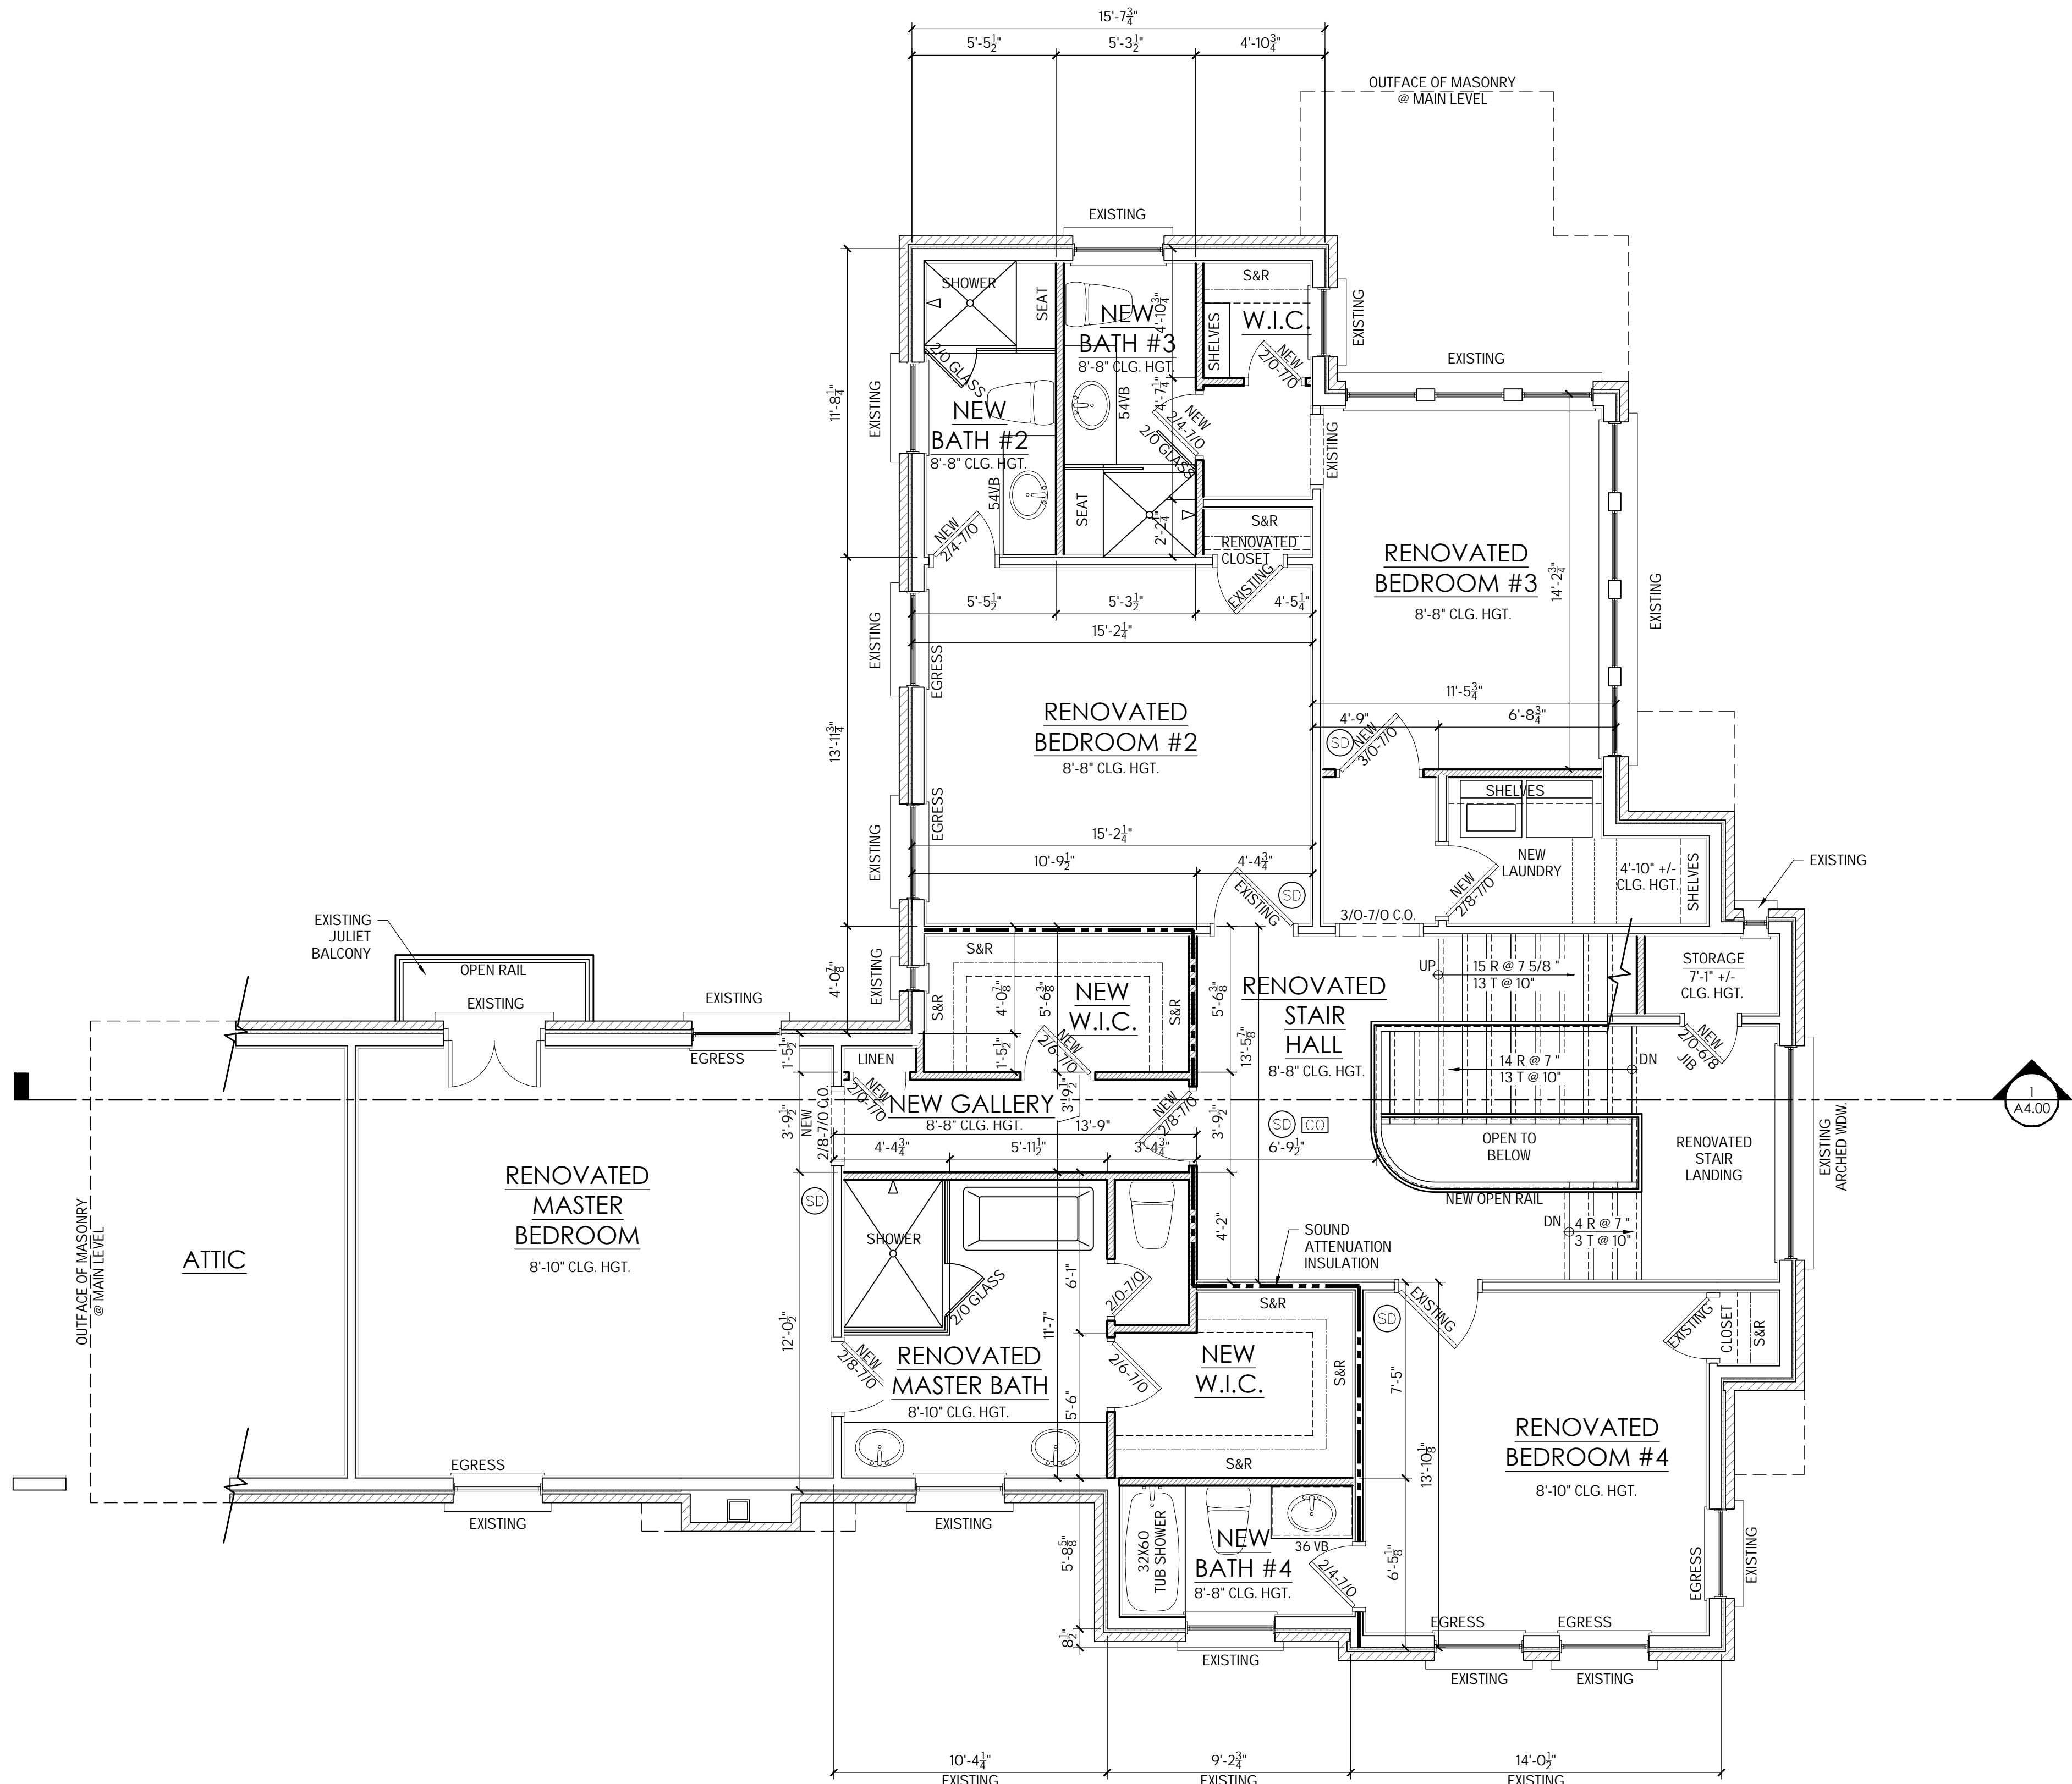 15'-7 3/4"
5'-5 1/2"
5'-3 1/2"
4'-10 3/4"
OUTFACE OF MASONRY
@ MAIN LEVEL
EXISTING
SHOWER
SEAT
2/0 GLASS
NEW
BATH #2
8'-8" CLG. HGT.
54VB
NEW
2/4-7/0
NEW
BATH #3
8'-8" CLG. HGT.
54VB
4'-10 3/4"
4'-7 1/4"
2'-2 1/4"
NEW
2/4-7/0
2/0 GLASS
SEAT
S&R
SHELVES
W.I.C.
NEW
2/0-7/0
EXISTING
EXISTING
EXISTING
S&R
RENOVATED
CLOSET
EXISTING
11'-8 1/4"
EXISTING
RENOVATED
BEDROOM #3
8'-8" CLG. HGT.
14'-2 3/4"
EXISTING
11'-5 3/4"
4'-9"
6'-8 3/4"
SD
NEW
3/0-7/0
5'-5 1/2"
5'-3 1/2"
4'-5 1/4"
15'-2 1/4"
EXISTING
EGRESS
13'-11 3/4"
RENOVATED
BEDROOM #2
8'-8" CLG. HGT.
EXISTING
EGRESS
15'-2 1/4"
10'-9 1/2"
4'-4 3/4"
EXISTING
SD
3/0-7/0 C.O.
SHELVES
NEW
LAUNDRY
NEW
2/8-7/0
4'-10" +/-
CLG. HGT.
SHELVES
EXISTING
EXISTING
JULIET
BALCONY
OPEN RAIL
EXISTING
EXISTING
EGRESS
4'-0 7/8"
EXISTING
S&R
S&R
S&R
4'-0 7/8"
5'-6 3/8"
1'-5 1/2"
NEW
W.I.C.
NEW
2/6-7/0
5'-6 3/8"
13'-5 7/8"
RENOVATED
STAIR
HALL
8'-8" CLG. HGT.
UP
15 R @ 7 5/8 "
13 T @ 10"
STORAGE
7'-1" +/-
CLG. HGT.
NEW
2/0-6/8
JIB
14 R @ 7 "
13 T @ 10"
DN
1'-5 1/2"
LINEN
NEW
2/0-7/0
3'-9 1/2"
NEW
2/8-7/0 C.O.
NEW GALLERY
8'-8" CLG. HGT.
3'-9 1/2"
13'-9"
NEW
2/8-7/0
3'-9 1/2"
4'-4 3/4"
5'-11 1/2"
3'-4 3/4"
SD
CO
6'-9 1/2"
OPEN TO
BELOW
RENOVATED
STAIR
LANDING
EXISTING
ARCHED WDW.
1
A4.00
NEW OPEN RAIL
DN
4 R @ 7 "
3 T @ 10"
OUTFACE OF MASONRY
@ MAIN LEVEL
ATTIC
RENOVATED
MASTER
BEDROOM
8'-10" CLG. HGT.
SD
12'-0 1/2"
SHOWER
2/0 GLASS
11'-7"
6'-1"
2/0-7/0
4'-2"
SOUND
ATTENUATION
INSULATION
NEW
2/8-7/0
RENOVATED
MASTER BATH
8'-10" CLG. HGT.
5'-6"
2/6-7/0
S&R
NEW
W.I.C.
S&R
S&R
SD
EXISTING
7'-5"
13'-10 1/8"
EXISTING
CLOSET
S&R
RENOVATED
BEDROOM #4
8'-10" CLG. HGT.
EGRESS
EXISTING
EXISTING
5'-8 5/8"
8 1/2"
32X60
TUB SHOWER
NEW
BATH #4
8'-8" CLG. HGT.
36 VB
2/4-7/0
6'-5 1/8"
EGRESS
EXISTING
EGRESS
EGRESS
EXISTING
EXISTING
EXISTING
10'-4 1/4"
EXISTING
9'-2 3/4"
EXISTING
14'-0 1/2"
EXISTING